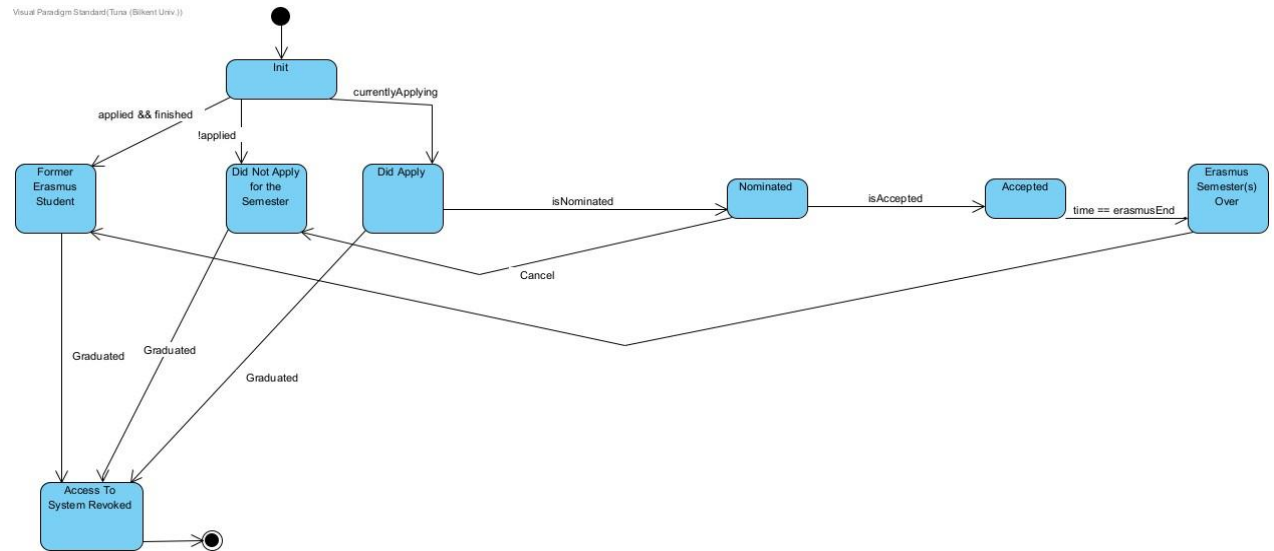 Visual Paradigm Standard(Tuna (Bilkent Univ.))
Init
currentlyApplying
applied && finished
!applied
Former
Erasmus
Student
Did Not Apply
for the
Semester
Did Apply
isNominated
Nominated
isAccepted
Accepted
time == erasmusEnd
Erasmus
Semester(s)
Over
Cancel
Graduated
Graduated
Graduated
Access To
System Revoked